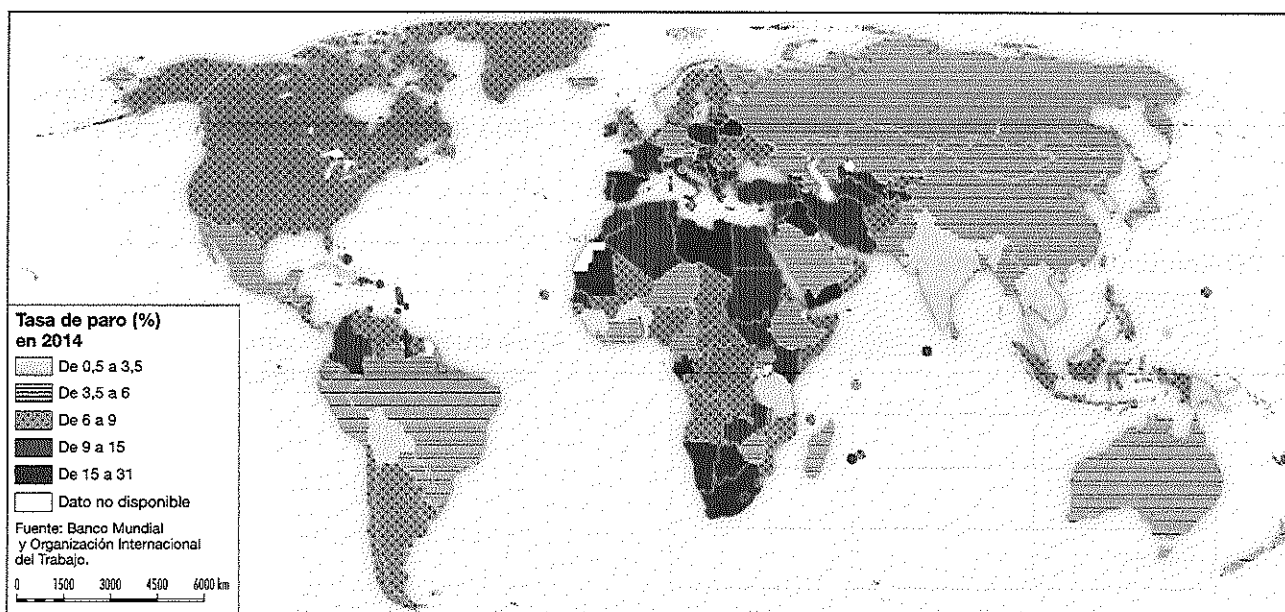 Tasa de paro (%)
en 2014
De 0,5 a 3,5
De 3,5 a 6
De 6 a 9
De 9 a 15
De 15 a 31
Dato no disponible
Fuente: Banco Mundial
y Organización Internacional
del Trabajo.
0 1500 3000 4500 6000 km